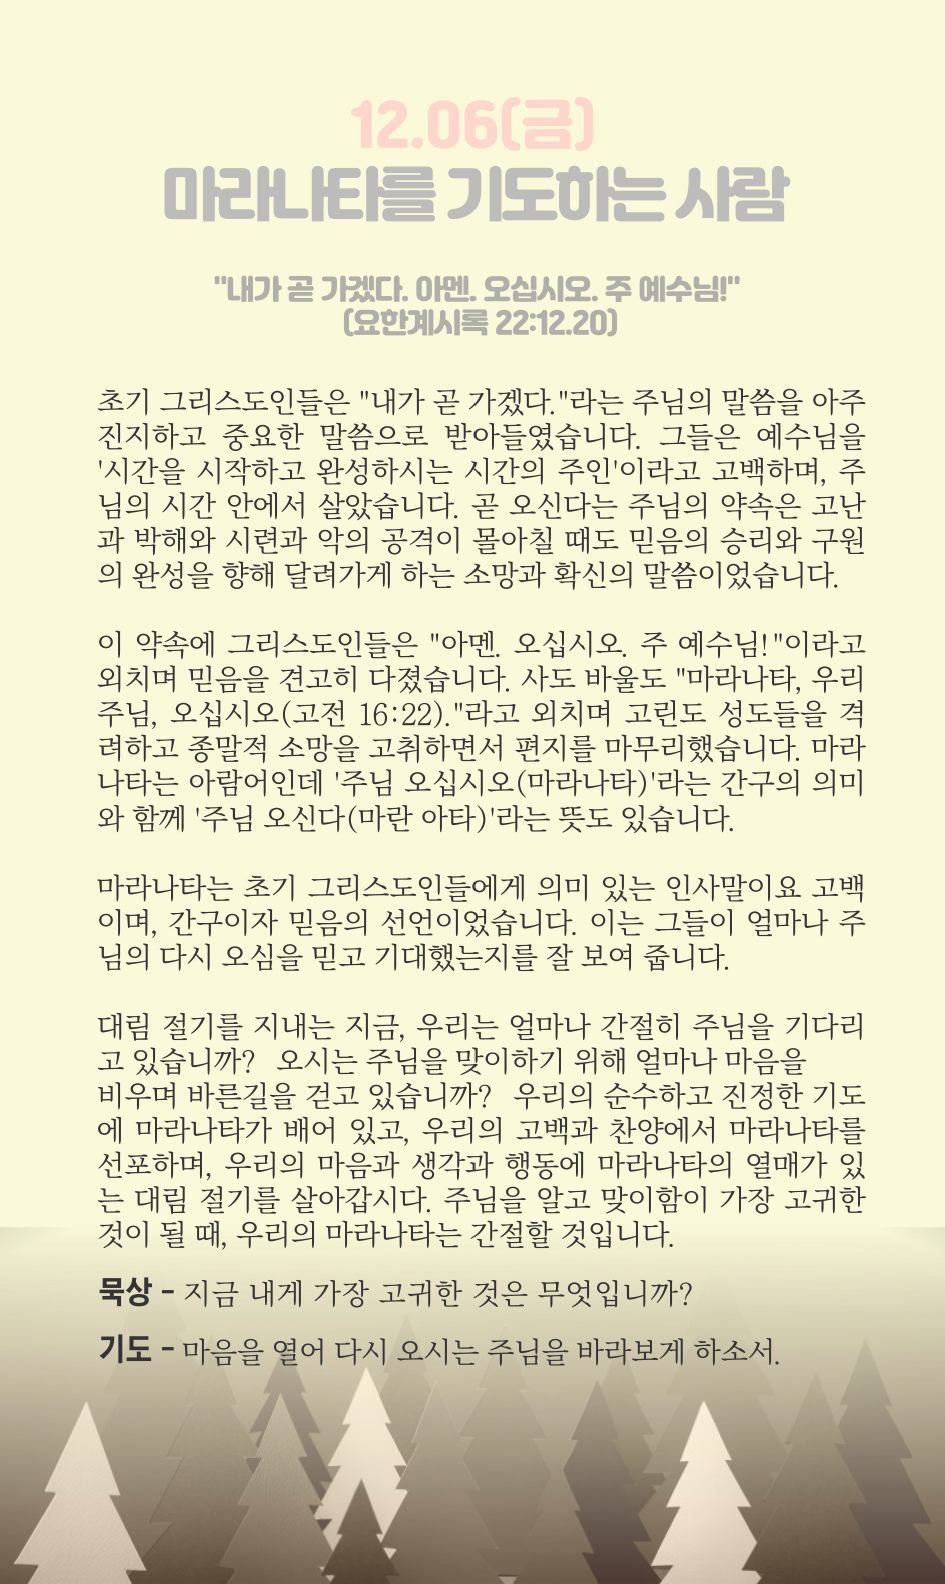 12.06(금)
마라나타를 기도하는 사람
"내가 곧 가겠다. 아멘. 오십시오. 주 예수님!"
(요한계시록 22:12.20)
초기 그리스도인들은 "내가 곧 가겠다."라는 주님의 말씀을 아주
진지하고 중요한 말씀으로 받아들였습니다. 그들은 예수님을
'시간을 시작하고 완성하시는 시간의 주인'이라고 고백하며, 주
님의 시간 안에서 살았습니다. 곧 오신다는 주님의 약속은 고난
과 박해와 시련과 악의 공격이 몰아칠 때도 믿음의 승리와 구원
의 완성을 향해 달려가게 하는 소망과 확신의 말씀이었습니다.
이 약속에 그리스도인들은 "아멘. 오십시오. 주 예수님!"이라고
외치며 믿음을 견고히 다졌습니다. 사도 바울도 "마라나타, 우리
주님, 오십시오(고전 16:22)."라고 외치며 고린도 성도들을 격
려하고 종말적 소망을 고취하면서 편지를 마무리했습니다. 마라
나타는 아람어인데 '주님 오십시오(마라나타)'라는 간구의 의미
와 함께 '주님 오신다(마란 아타)'라는 뜻도 있습니다.
마라나타는 초기 그리스도인들에게 의미 있는 인사말이요 고백
이며, 간구이자 믿음의 선언이었습니다. 이는 그들이 얼마나 주
님의 다시 오심을 믿고 기대했는지를 잘 보여 줍니다.
대림 절기를 지내는 지금, 우리는 얼마나 간절히 주님을 기다리
고 있습니까? 오시는 주님을 맞이하기 위해 얼마나 마음을
비우며 바른길을 걷고 있습니까? 우리의 순수하고 진정한 기도
에 마라나타가 배어 있고, 우리의 고백과 찬양에서 마라나타를
선포하며, 우리의 마음과 생각과 행동에 마라나타의 열매가 있
는 대림 절기를 살아갑시다. 주님을 알고 맞이함이 가장 고귀한
것이 될 때, 우리의 마라나타는 간절할 것입니다.
묵상 - 지금 내게 가장 고귀한 것은 무엇입니까?
기도 - 마음을 열어 다시 오시는 주님을 바라보게 하소서.